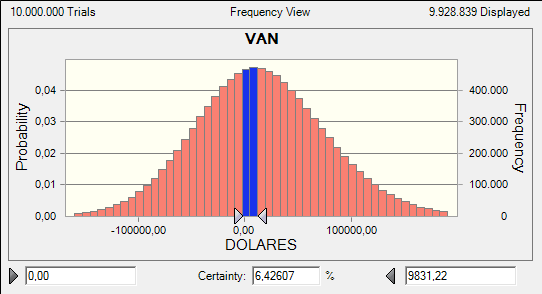 10.000.000 Trials Frequency View 9.928.839 Displayed
VAN
0,04 400.000
0,03 300.000
0,02 200.000
0,01 100.000
0,00 0
Probability
Frequency
-100000,00 0,00 100000,00
DOLARES
0,00 Certainty: 6,42607 % 9831,22